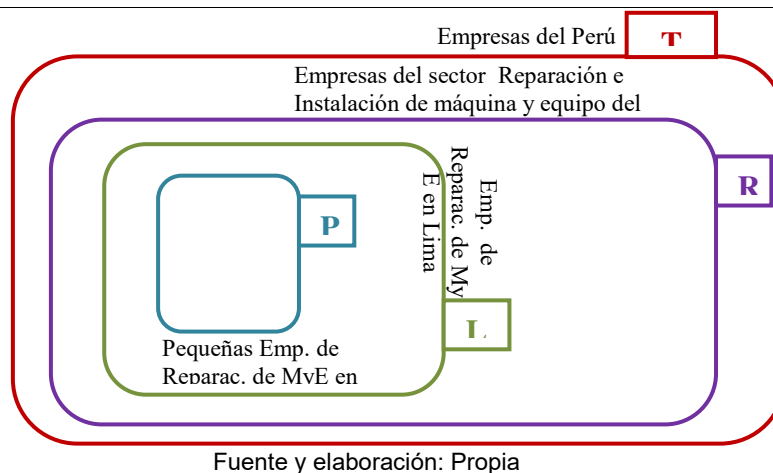 Empresas del Perú
T
Empresas del sector Reparación e
Instalación de máquina y equipo del
R
Emp. de
Reparac. de My
E en Lima
P
L
Pequeñas Emp. de
Reparac. de MyE en
Fuente y elaboración: Propia